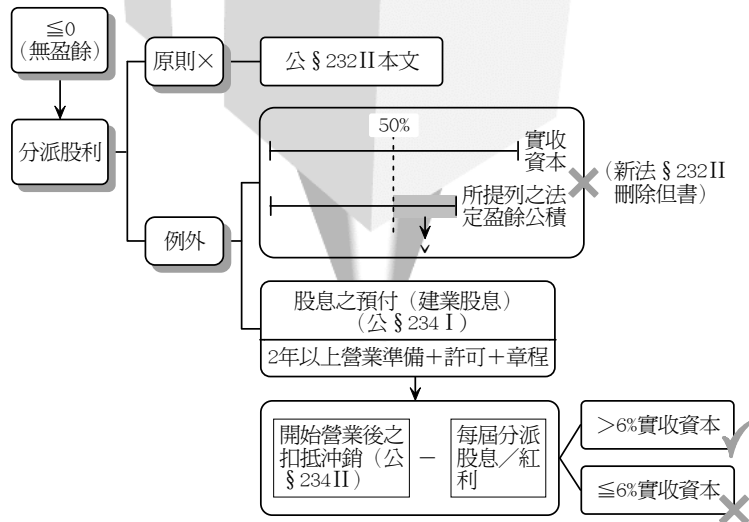 ≦0
（無盈餘）
分派股利
原則×
公§232Ⅱ本文
例外
50%
實收
資本
所提列之法
定盈餘公積
（新法§232Ⅱ
刪除但書）
股息之預付（建業股息）
（公§234Ⅰ）
2年以上營業準備＋許可＋章程
開始營業後之
扣抵沖銷（公
§234Ⅱ）
－
每屆分派
股息／紅
利
>6%實收資本
≦6%實收資本